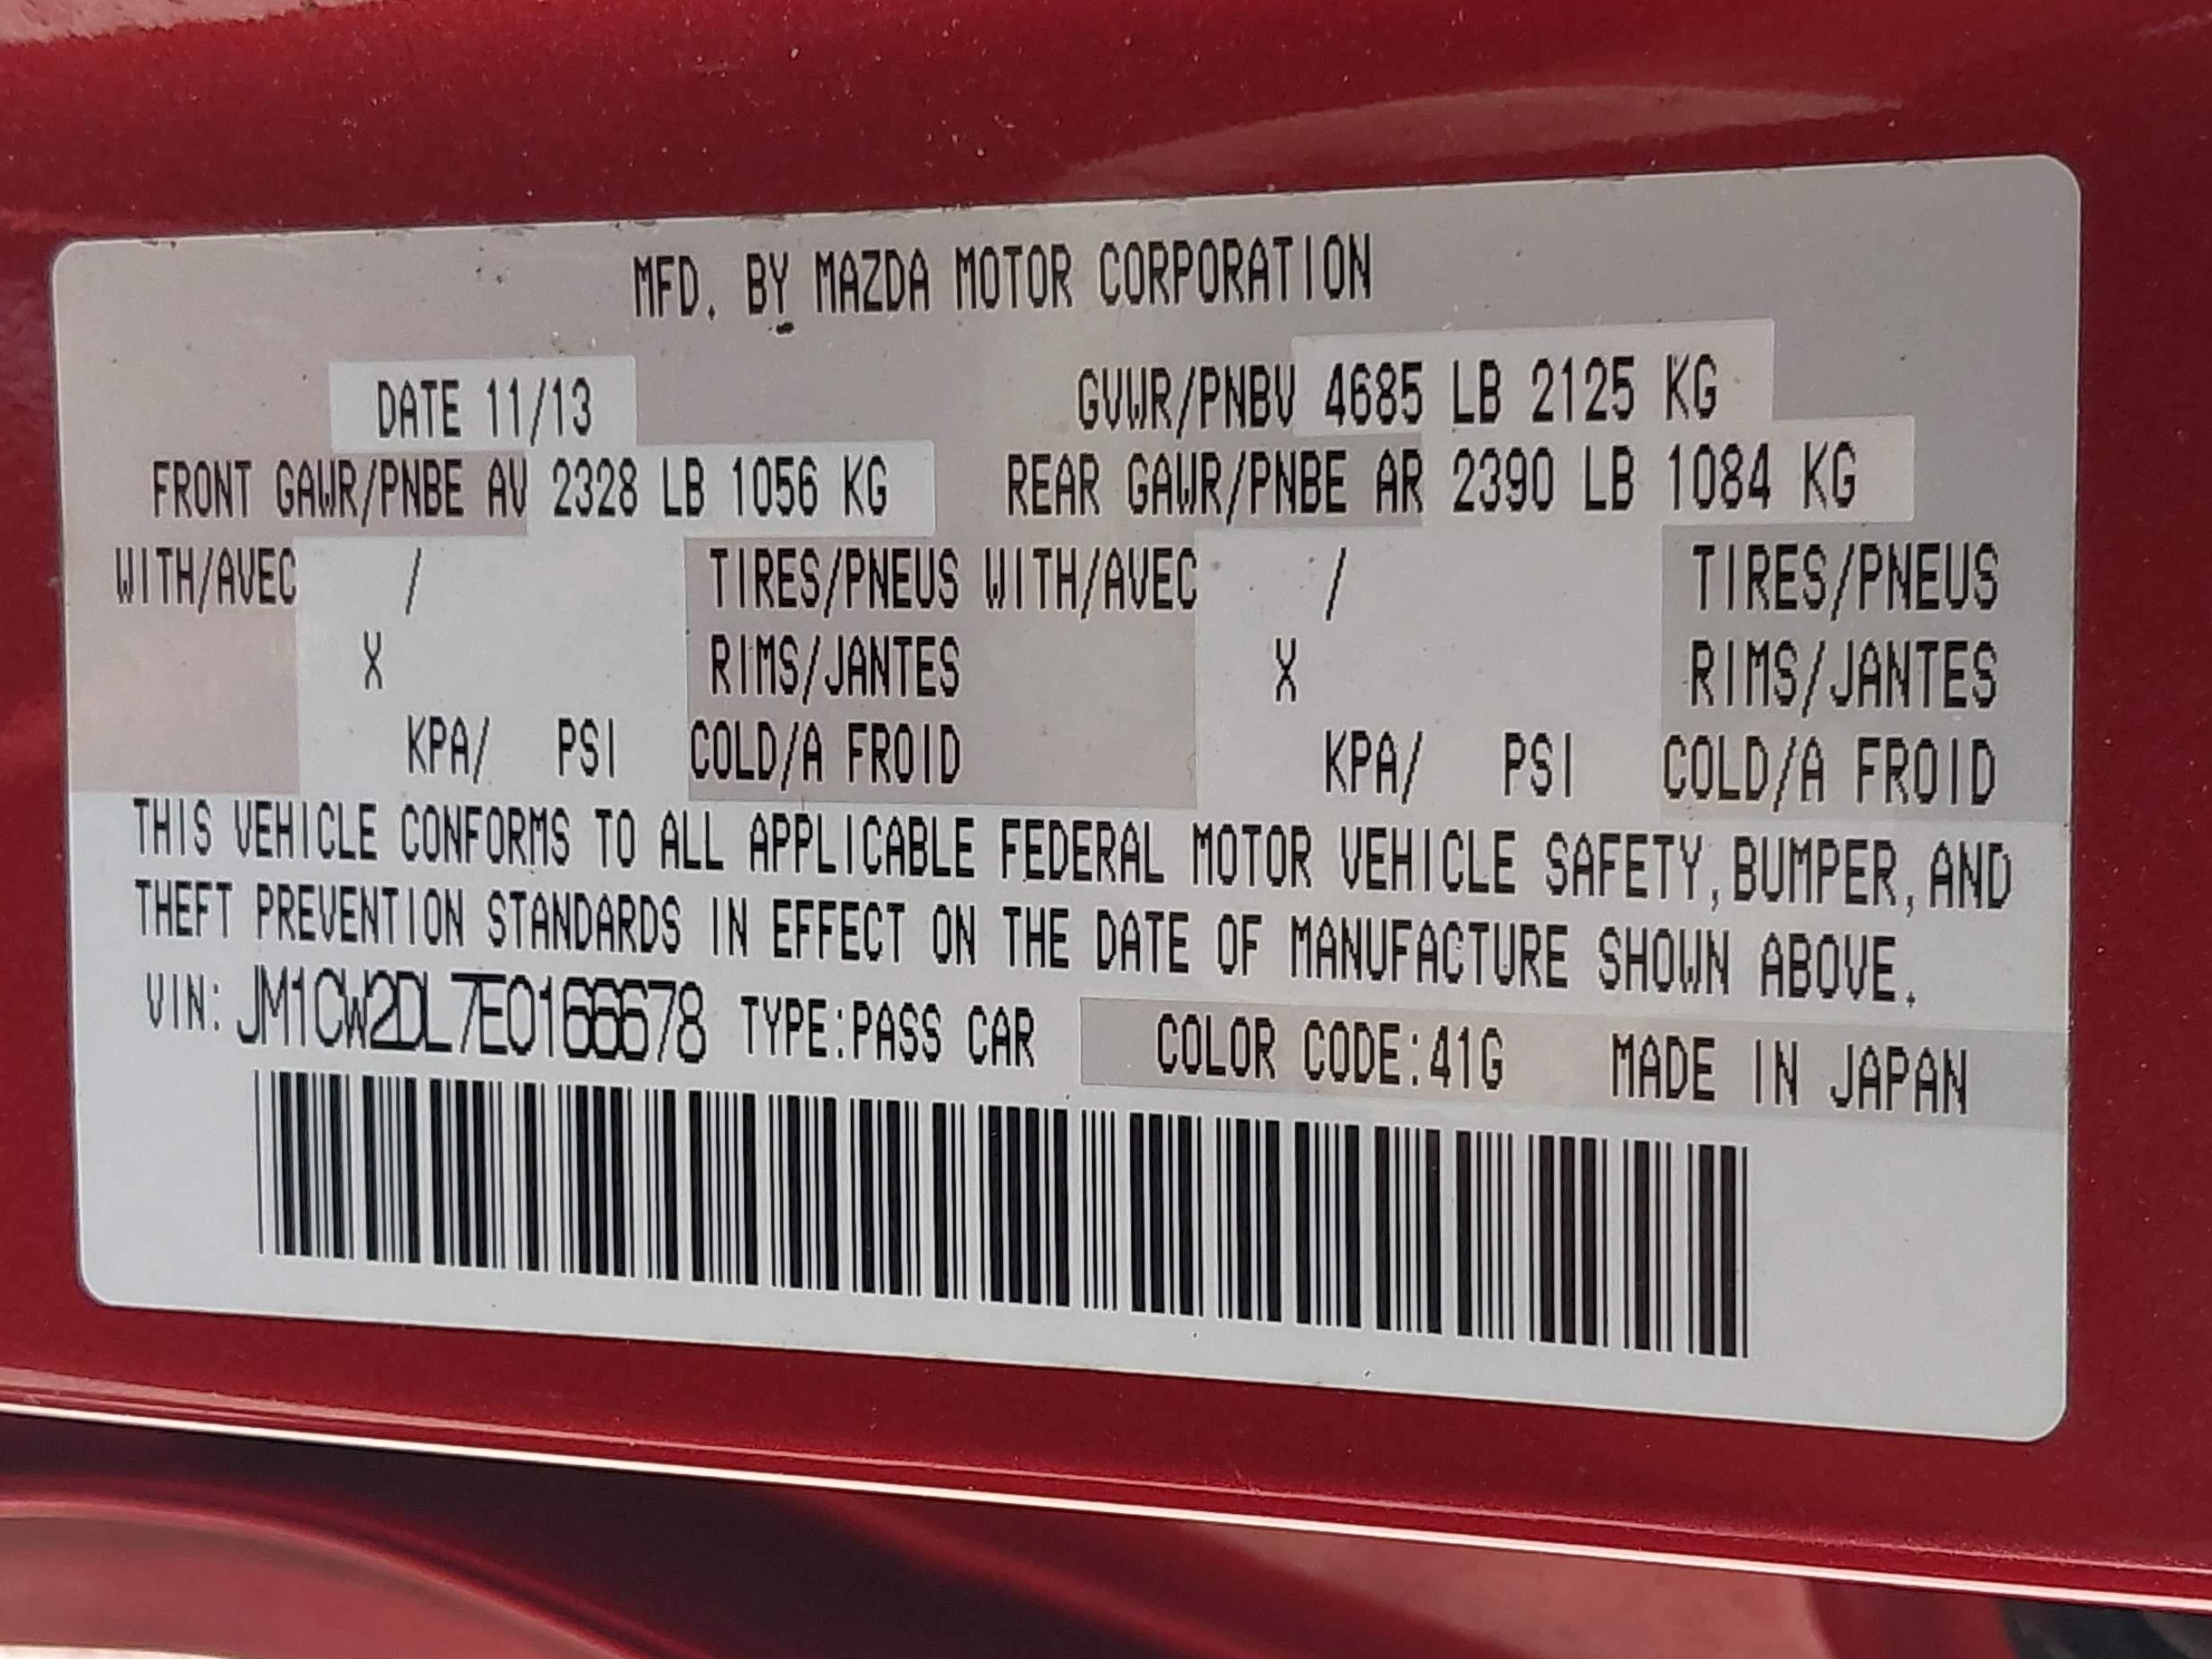 MFD. BY MAZDA MOTOR CORPORATION
DATE 11/13 GVWR/PNBV 4685 LB 2125 KG
FRONT GAWR/PNBE AV 2328 LB 1056 KG REAR GAWR/PNBE AR 2390 LB 1084 KG
WITH/AVEC / TIRES/PNEUS WITH/AVEC / TIRES/PNEUS
X RIMS/JANTES X RIMS/JANTES
KPA/ PSI COLD/A FROID KPA/ PSI COLD/A FROID
THIS VEHICLE CONFORMS TO ALL APPLICABLE FEDERAL MOTOR VEHICLE SAFETY, BUMPER, AND
THEFT PREVENTION STANDARDS IN EFFECT ON THE DATE OF MANUFACTURE SHOWN ABOVE.
VIN: JM1CW2DL7E0166678 TYPE:PASS CAR COLOR CODE:41G MADE IN JAPAN